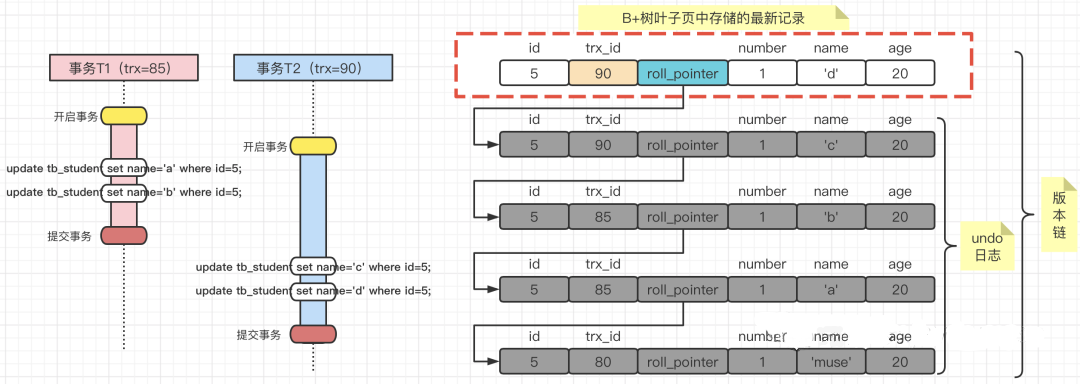 B+树叶子页中存储的最新记录
事务T1（trx=85）
事务T2（trx=90）
开启事务
update tb_student set name='a' where id=5;
update tb_student set name='b' where id=5;
提交事务
开启事务
update tb_student set name='c' where id=5;
update tb_student set name='d' where id=5;
提交事务
id trx_id number name age
5 90 roll_pointer 1 'd' 20
id trx_id number name age
5 90 roll_pointer 1 'c' 20
id trx_id number name age
5 85 roll_pointer 1 'b' 20
id trx_id number name age
5 85 roll_pointer 1 'a' 20
id trx_id number name age
5 80 roll_pointer 1 'muse' 20
undo
日志
版
本
链